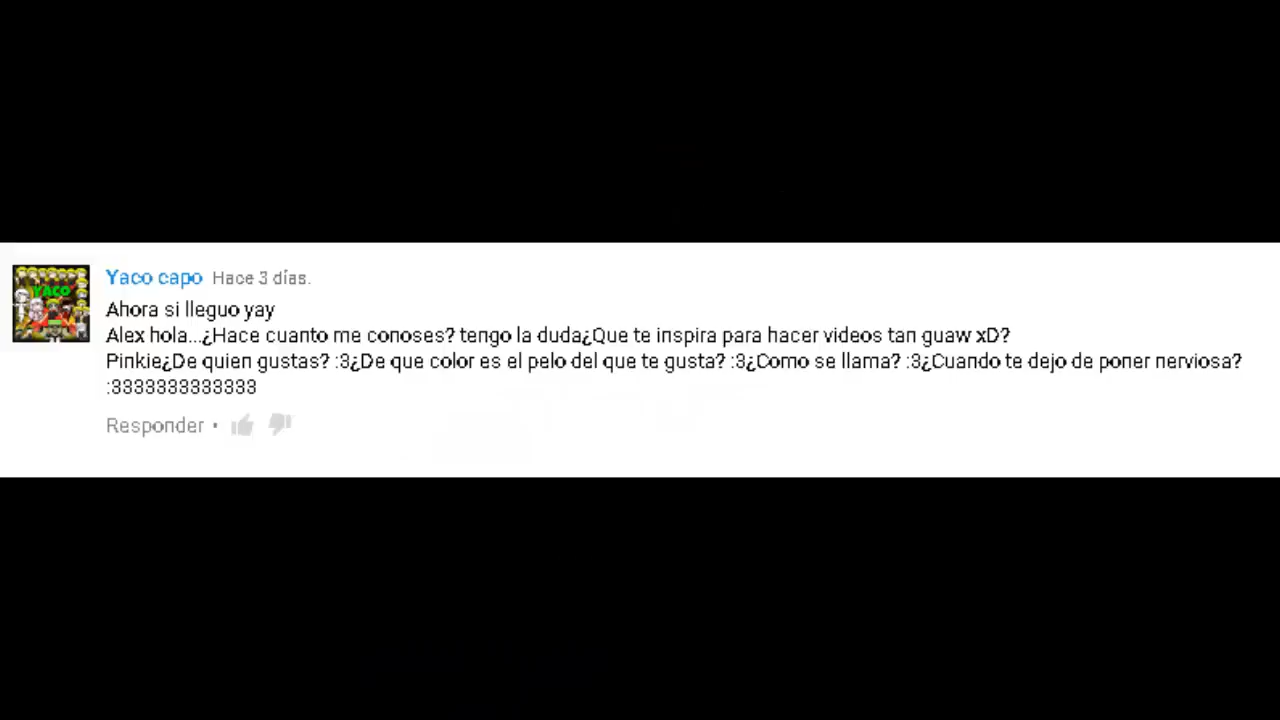 YACO
Yaco capo Hace 3 días.
Ahora si lleguo yay
Alex hola...¿Hace cuanto me conoses? tengo la duda¿Que te inspira para hacer videos tan guaw xD?
Pinkie¿De quien gustas? :3¿De que color es el pelo del que te gusta? :3¿Como se llama? :3¿Cuando te dejo de poner nerviosa?
:3333333333333
Responder •